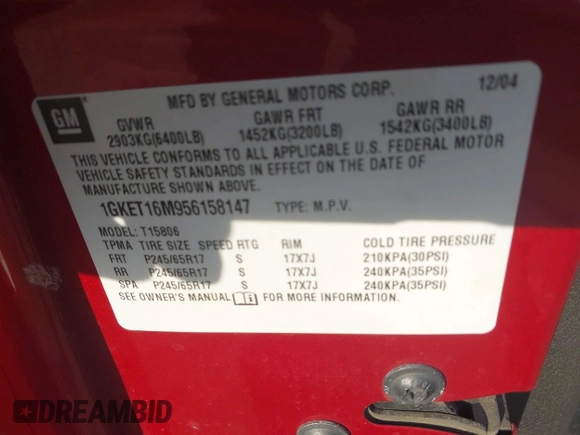 GM
MFD BY GENERAL MOTORS CORP. 12/04
GVWR GAWR FRT GAWR RR
2903KG(6400LB) 1452KG(3200LB) 1542KG(3400LB)
THIS VEHICLE CONFORMS TO ALL APPLICABLE U.S. FEDERAL MOTOR
VEHICLE SAFETY STANDARDS IN EFFECT ON THE DATE OF
MANUFACTURE SHOWN ABOVE.
1GKET16M956158147 TYPE: M.P.V.
MODEL: T15806
TPMA TIRE SIZE SPEED RTG RIM COLD TIRE PRESSURE
FRT P245/65R17 S 17X7J 210KPA(30PSI)
RR P245/65R17 S 17X7J 240KPA(35PSI)
SPA P245/65R17 S 17X7J 240KPA(35PSI)
SEE OWNER'S MANUAL FOR MORE INFORMATION.
DREAMBID